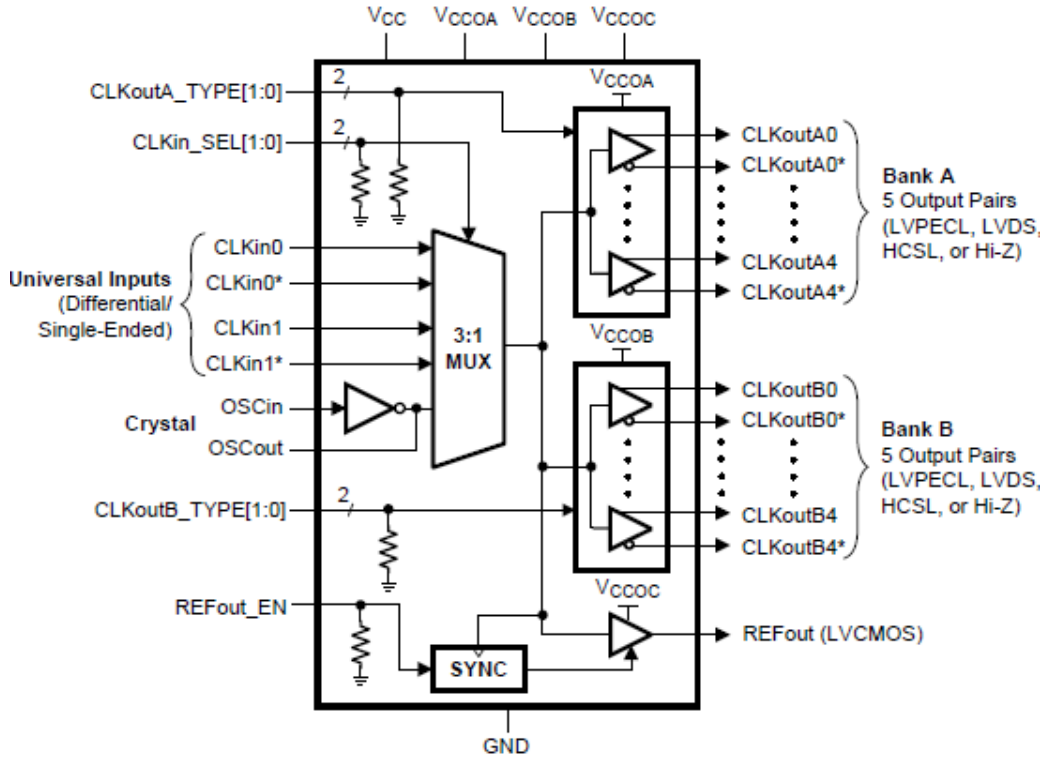 VCC VCCOA VCCOB VCCOC
CLKoutA_TYPE[1:0]
2
CLKin_SEL[1:0]
2
VCCOA
CLKoutA0
CLKoutA0*
CLKoutA4
CLKoutA4*
Bank A
5 Output Pairs
(LVPECL, LVDS,
HCSL, or Hi-Z)
Universal Inputs
(Differential/
Single-Ended)
CLKin0
CLKin0*
CLKin1
CLKin1*
3:1
MUX
Crystal
OSCin
OSCout
VCCOB
CLKoutB0
CLKoutB0*
CLKoutB4
CLKoutB4*
Bank B
5 Output Pairs
(LVPECL, LVDS,
HCSL, or Hi-Z)
CLKoutB_TYPE[1:0]
2
REFout_EN
SYNC
VCCOC
REFout (LVCMOS)
GND